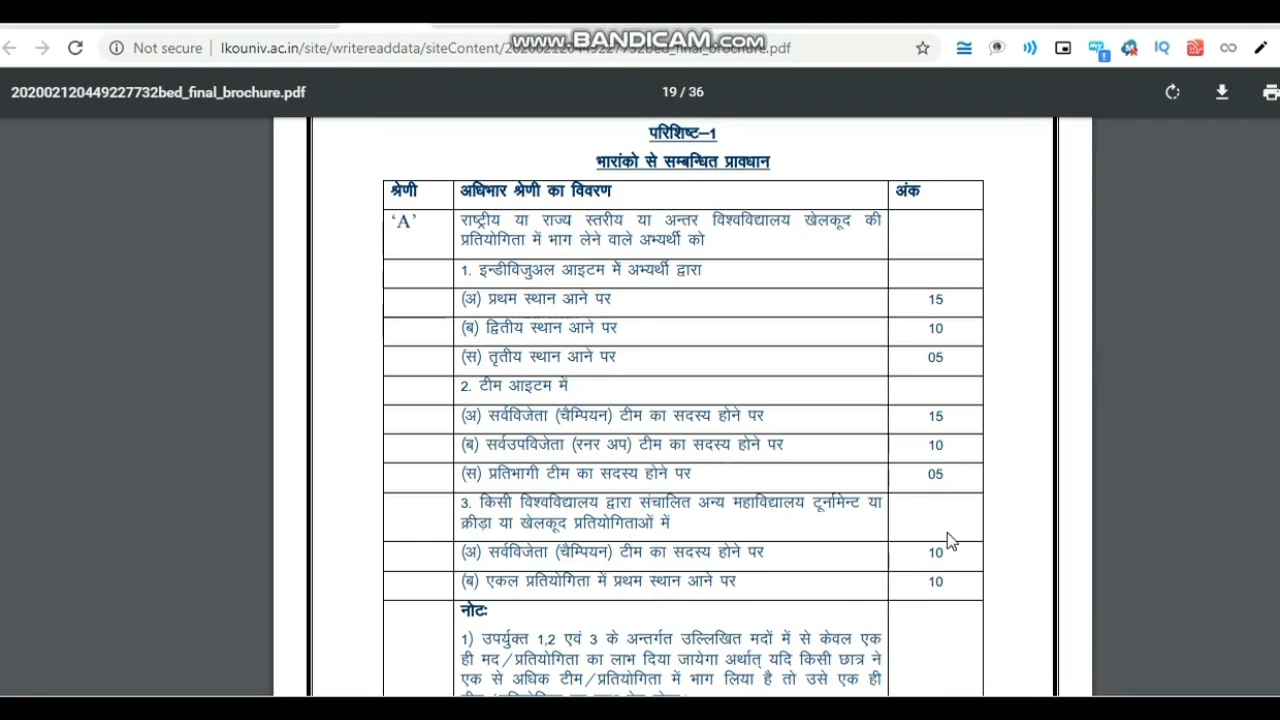 Not secure
lkouniv.ac.in/site/writereaddata/siteContent/202002120449227732bed_final_brochure.pdf
www.BANDICAM.com
202002120449227732bed_final_brochure.pdf
19 / 36
परिशिष्ट–1
भारांको से सम्बन्धित प्रावधान
श्रेणी अधिभार श्रेणी का विवरण अंक
‘A’ राष्ट्रीय या राज्य स्तरीय या अन्तर विश्वविद्यालय खेलकूद की
प्रतियोगिता में भाग लेने वाले अभ्यर्थी को
1. इन्डीविजुअल आइटम में अभ्यर्थी द्वारा
(अ) प्रथम स्थान आने पर 15
(ब) द्वितीय स्थान आने पर 10
(स) तृतीय स्थान आने पर 05
2. टीम आइटम में
(अ) सर्वविजेता (चैम्पियन) टीम का सदस्य होने पर 15
(ब) सर्वउपविजेता (रनर अप) टीम का सदस्य होने पर 10
(स) प्रतिभागी टीम का सदस्य होने पर 05
3. किसी विश्वविद्यालय द्वारा संचालित अन्य महाविद्यालय टूर्नामेन्ट या
क्रीड़ा या खेलकूद प्रतियोगिताओं में
(अ) सर्वविजेता (चैम्पियन) टीम का सदस्य होने पर 10
(ब) एकल प्रतियोगिता में प्रथम स्थान आने पर 10
नोटः
1) उपर्युक्त 1,2 एवं 3 के अन्तर्गत उल्लिखित मदों में से केवल एक
ही मद/प्रतियोगिता का लाभ दिया जायेगा अर्थात् यदि किसी छात्र ने
एक से अधिक टीम/प्रतियोगिता में भाग लिया है तो उसे एक ही